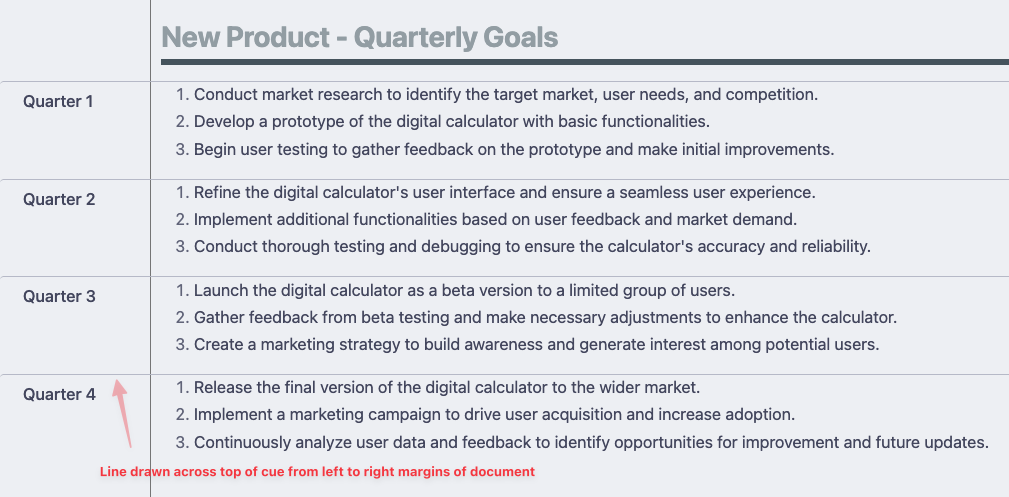 New Product - Quarterly Goals
Quarter 1
1. Conduct market research to identify the target market, user needs, and competition.
2. Develop a prototype of the digital calculator with basic functionalities.
3. Begin user testing to gather feedback on the prototype and make initial improvements.
Quarter 2
1. Refine the digital calculator's user interface and ensure a seamless user experience.
2. Implement additional functionalities based on user feedback and market demand.
3. Conduct thorough testing and debugging to ensure the calculator's accuracy and reliability.
Quarter 3
1. Launch the digital calculator as a beta version to a limited group of users.
2. Gather feedback from beta testing and make necessary adjustments to enhance the calculator.
3. Create a marketing strategy to build awareness and generate interest among potential users.
Quarter 4
1. Release the final version of the digital calculator to the wider market.
2. Implement a marketing campaign to drive user acquisition and increase adoption.
3. Continuously analyze user data and feedback to identify opportunities for improvement and future updates.
Line drawn across top of cue from left to right margins of document